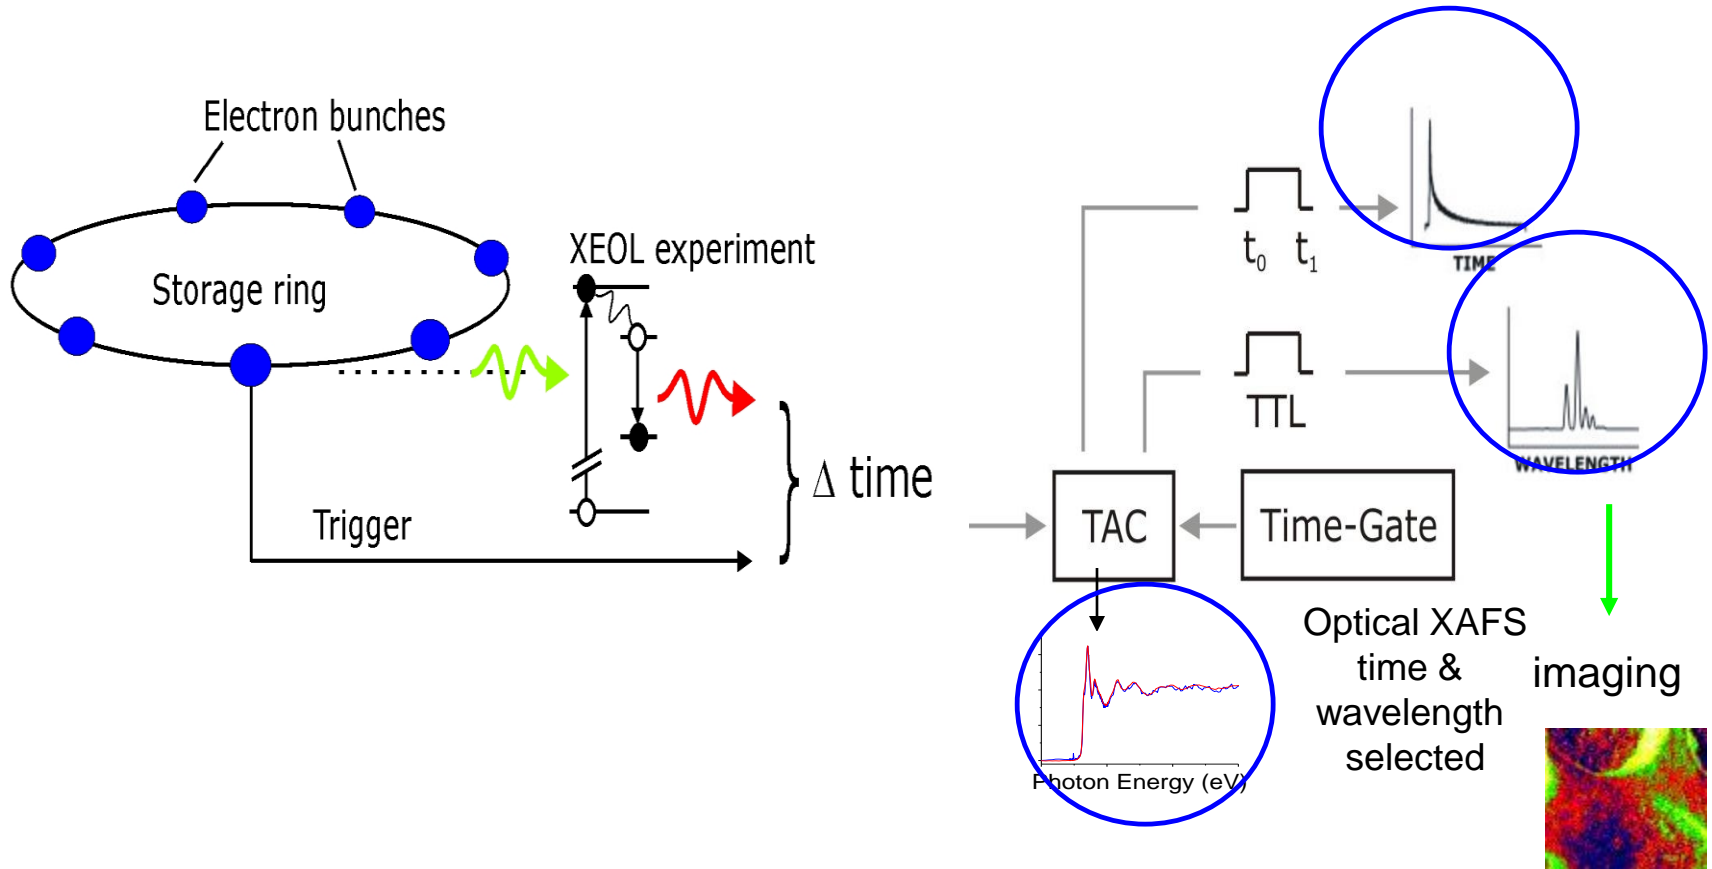 Electron bunches
Storage ring
XEOL experiment
Trigger
Δ time
t₀ t₁
TIME
TTL
WAVELENGTH
TAC
Time-Gate
Photon Energy (eV)
Optical XAFS
time &
wavelength
selected
imaging